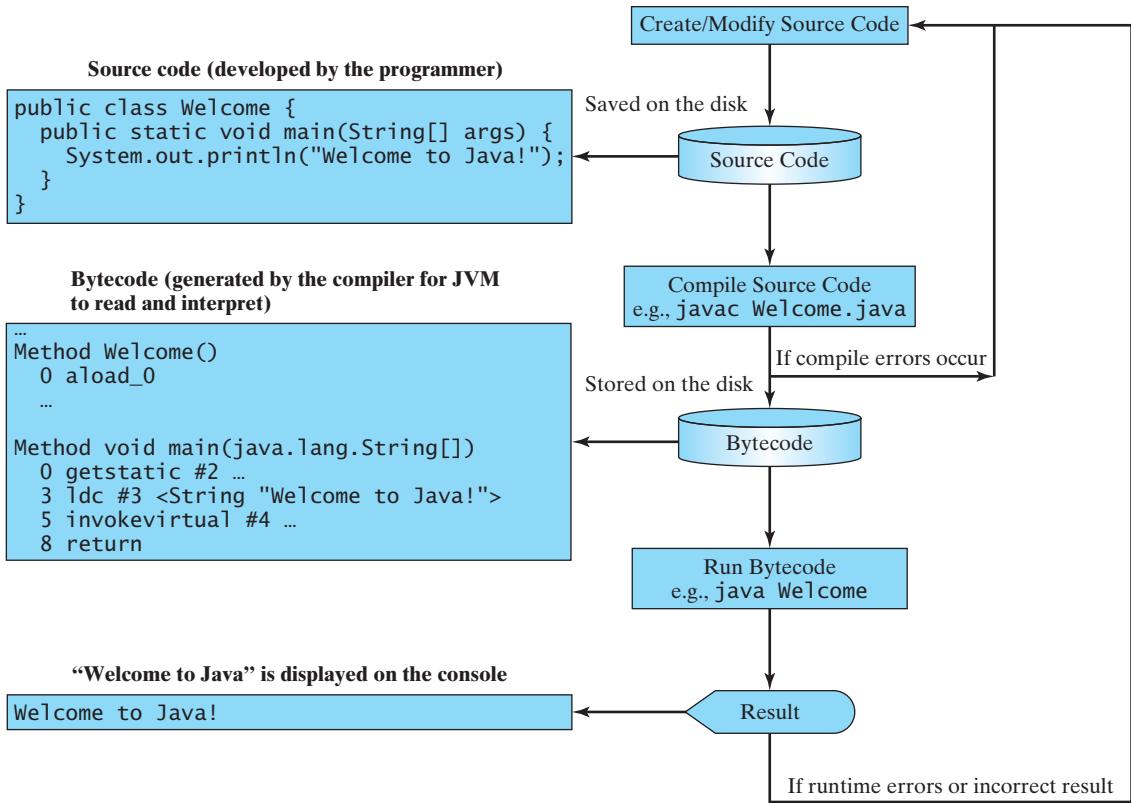 Create/Modify Source Code
Source code (developed by the programmer)
public class Welcome {
  public static void main(String[] args) {
    System.out.println("Welcome to Java!");
  }
}
Saved on the disk
Source Code
Compile Source Code
e.g., javac Welcome.java
If compile errors occur
Bytecode (generated by the compiler for JVM
to read and interpret)
…
Method Welcome()
  0 aload_0
  …
Method void main(java.lang.String[])
  0 getstatic #2 …
  3 ldc #3 <String "Welcome to Java!">
  5 invokevirtual #4 …
  8 return
Stored on the disk
Bytecode
Run Bytecode
e.g., java Welcome
“Welcome to Java” is displayed on the console
Welcome to Java!
Result
If runtime errors or incorrect result